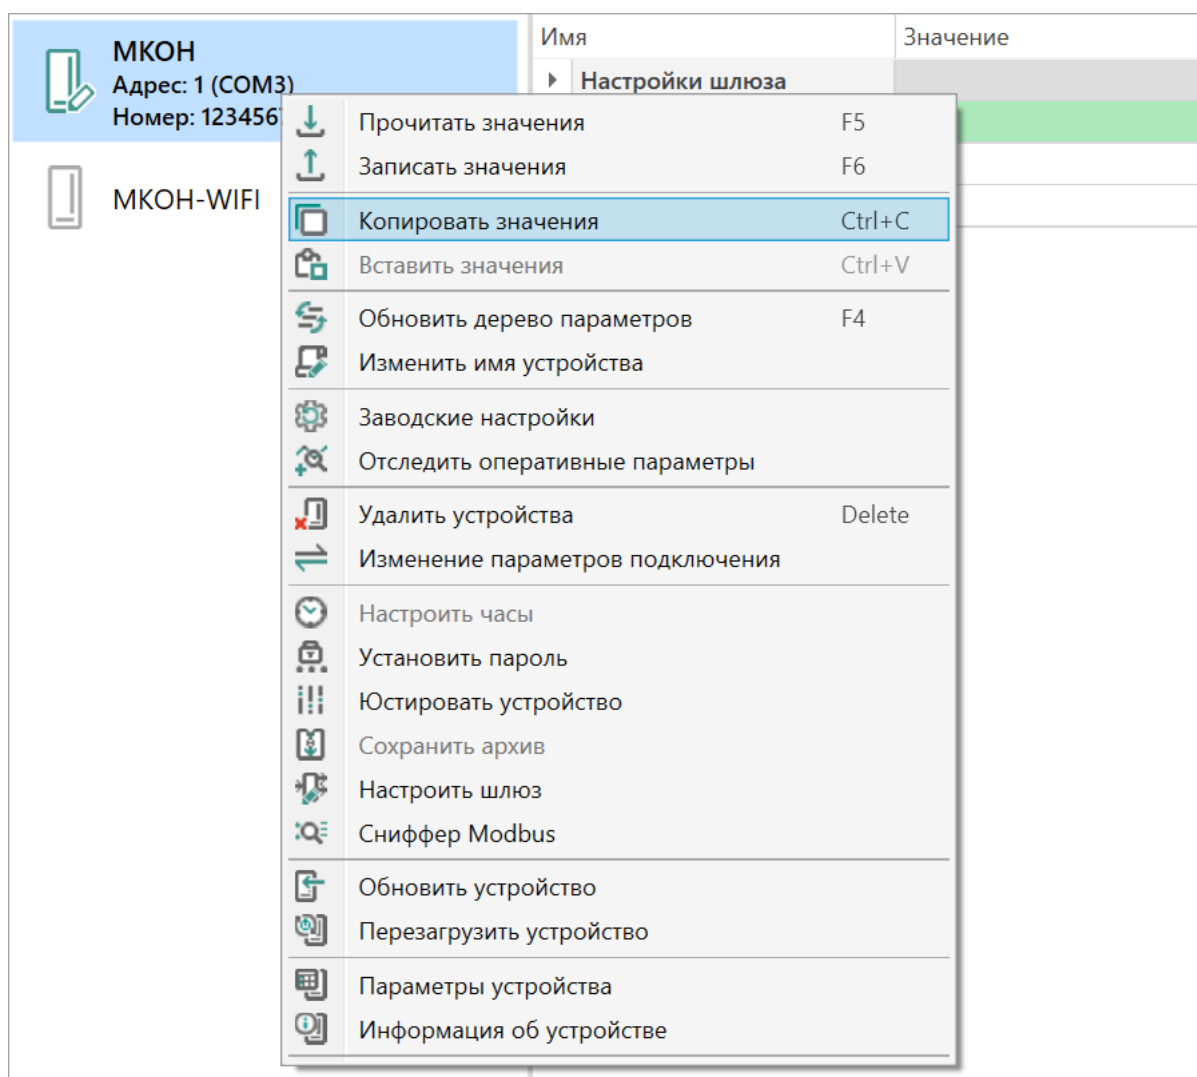 МКОН
Адрес: 1 (COM3)
Номер: 123456
МКОН-WIFI
Имя
Значение
Настройки шлюза
Прочитать значения F5
Записать значения F6
Копировать значения Ctrl+C
Вставить значения Ctrl+V
Обновить дерево параметров F4
Изменить имя устройства
Заводские настройки
Отследить оперативные параметры
Удалить устройства Delete
Изменение параметров подключения
Настроить часы
Установить пароль
Юстировать устройство
Сохранить архив
Настроить шлюз
Сниффер Modbus
Обновить устройство
Перезагрузить устройство
Параметры устройства
Информация об устройстве